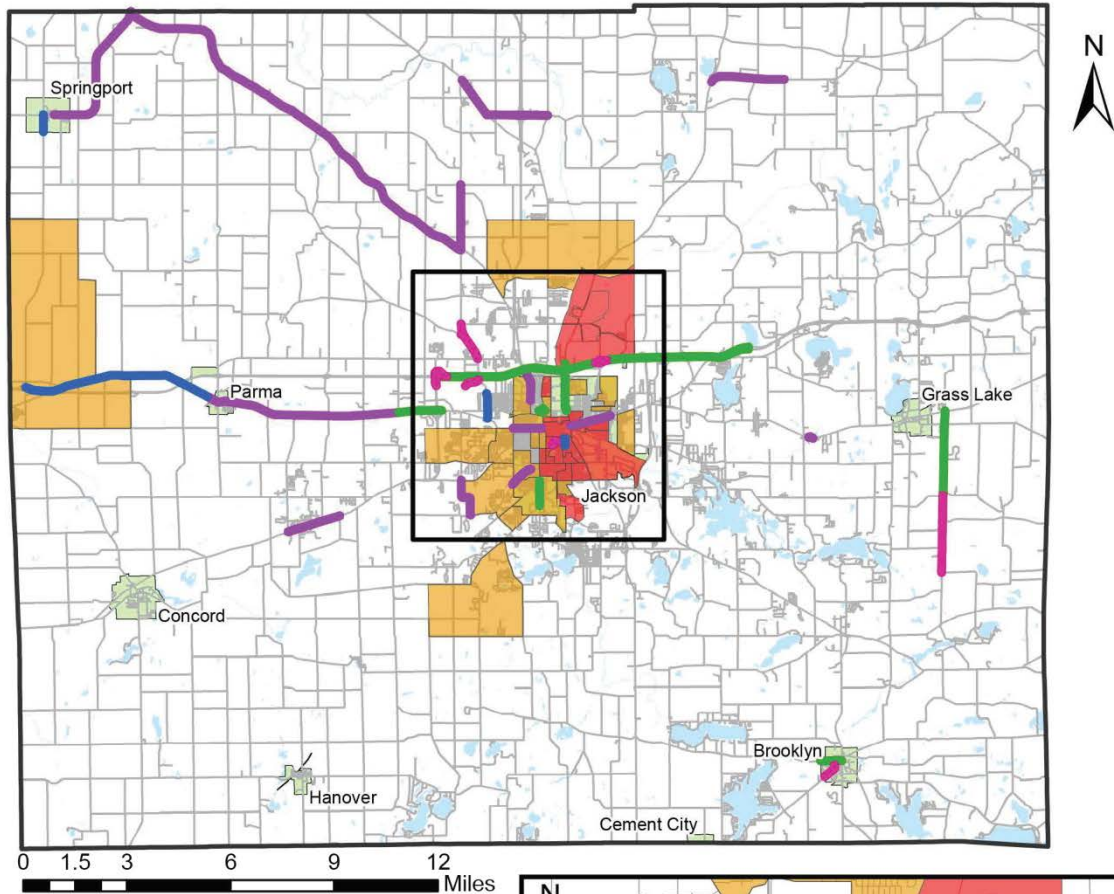 N
Springport
Parma
Grass Lake
Jackson
Concord
Brooklyn
Hanover
Cement City
0 1.5 3 6 9 12
Miles
N